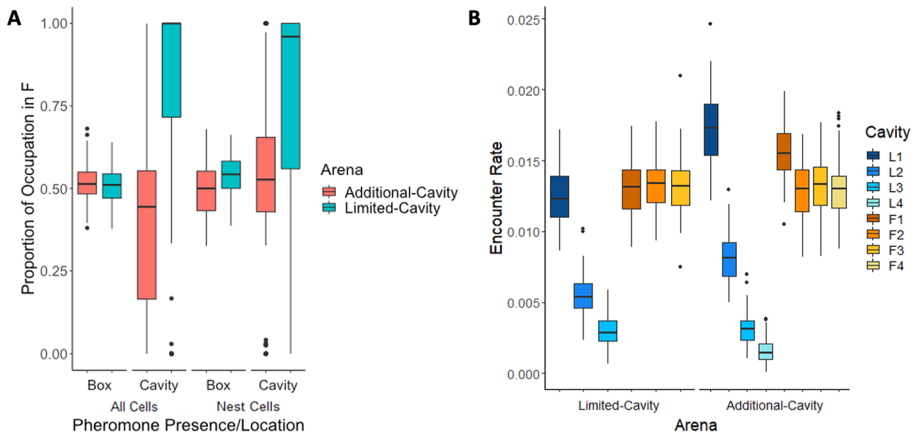 A
Proportion of Occupation in F
1.00
0.75
0.50
0.25
0.00
Box Cavity Box Cavity
All Cells Nest Cells
Pheromone Presence/Location
Arena
Additional-Cavity
Limited-Cavity
B
Encounter Rate
0.025
0.020
0.015
0.010
0.005
0.000
Limited-Cavity Additional-Cavity
Arena
Cavity
L1
L2
L3
L4
F1
F2
F3
F4